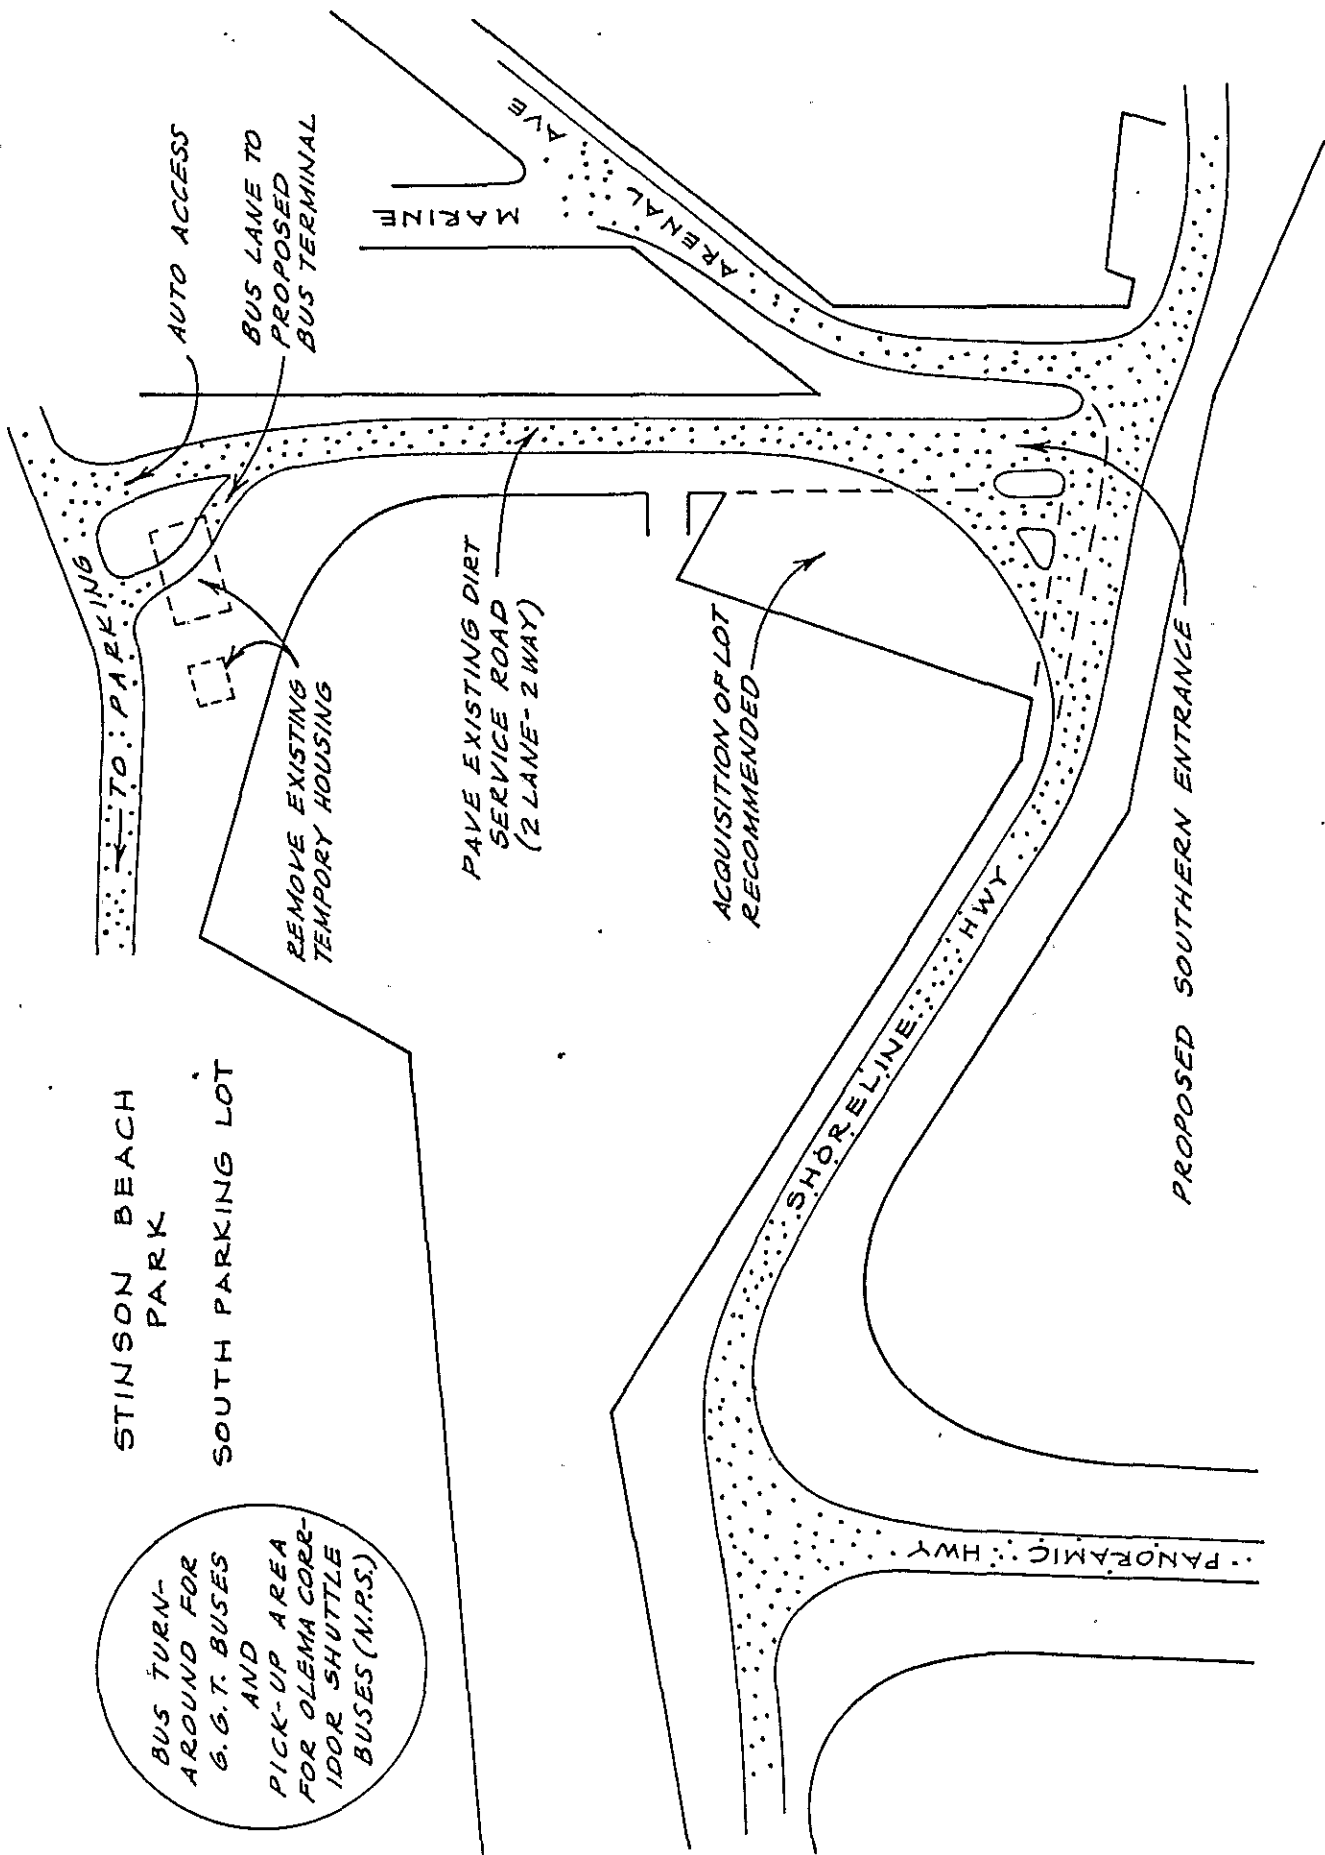 STINSON BEACH
PARK
SOUTH PARKING LOT
BUS TURN-
AROUND FOR
G.G.T. BUSES
AND
PICK-UP AREA
FOR OLEMA CORR-
IDOR SHUTTLE
BUSES (N.P.S.)
TO PARKING
AUTO ACCESS
BUS LANE TO
PROPOSED
BUS TERMINAL
REMOVE EXISTING
TEMPORY HOUSING
PAVE EXISTING DIRT
SERVICE ROAD
(2 LANE-2 WAY)
ACQUISITION OF LOT
RECOMMENDED
MARINE
ARENAL AVE
SHORELINE HWY
PANORAMIC HWY
PROPOSED SOUTHERN ENTRANCE